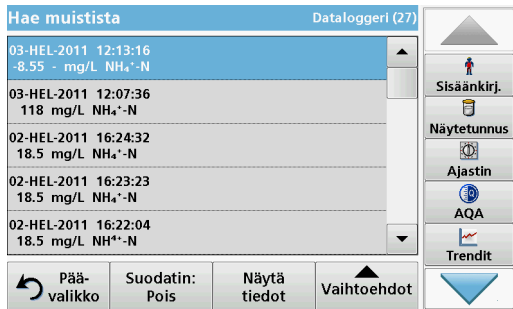 Hae muistista
Dataloggeri (27)
03-HEL-2011 12:13:16
-8.55 - mg/L NH₄⁺-N
03-HEL-2011 12:07:36
118 mg/L NH₄⁺-N
02-HEL-2011 16:24:32
18.5 mg/L NH₄⁺-N
02-HEL-2011 16:23:23
18.5 mg/L NH₄⁺-N
02-HEL-2011 16:22:04
18.5 mg/L NH⁴⁺-N
Pää-
valikko
Suodatin:
Pois
Näytä
tiedot
Vaihtoehdot
Sisäänkirj.
Näytetunnus
Ajastin
AQA
Trendit